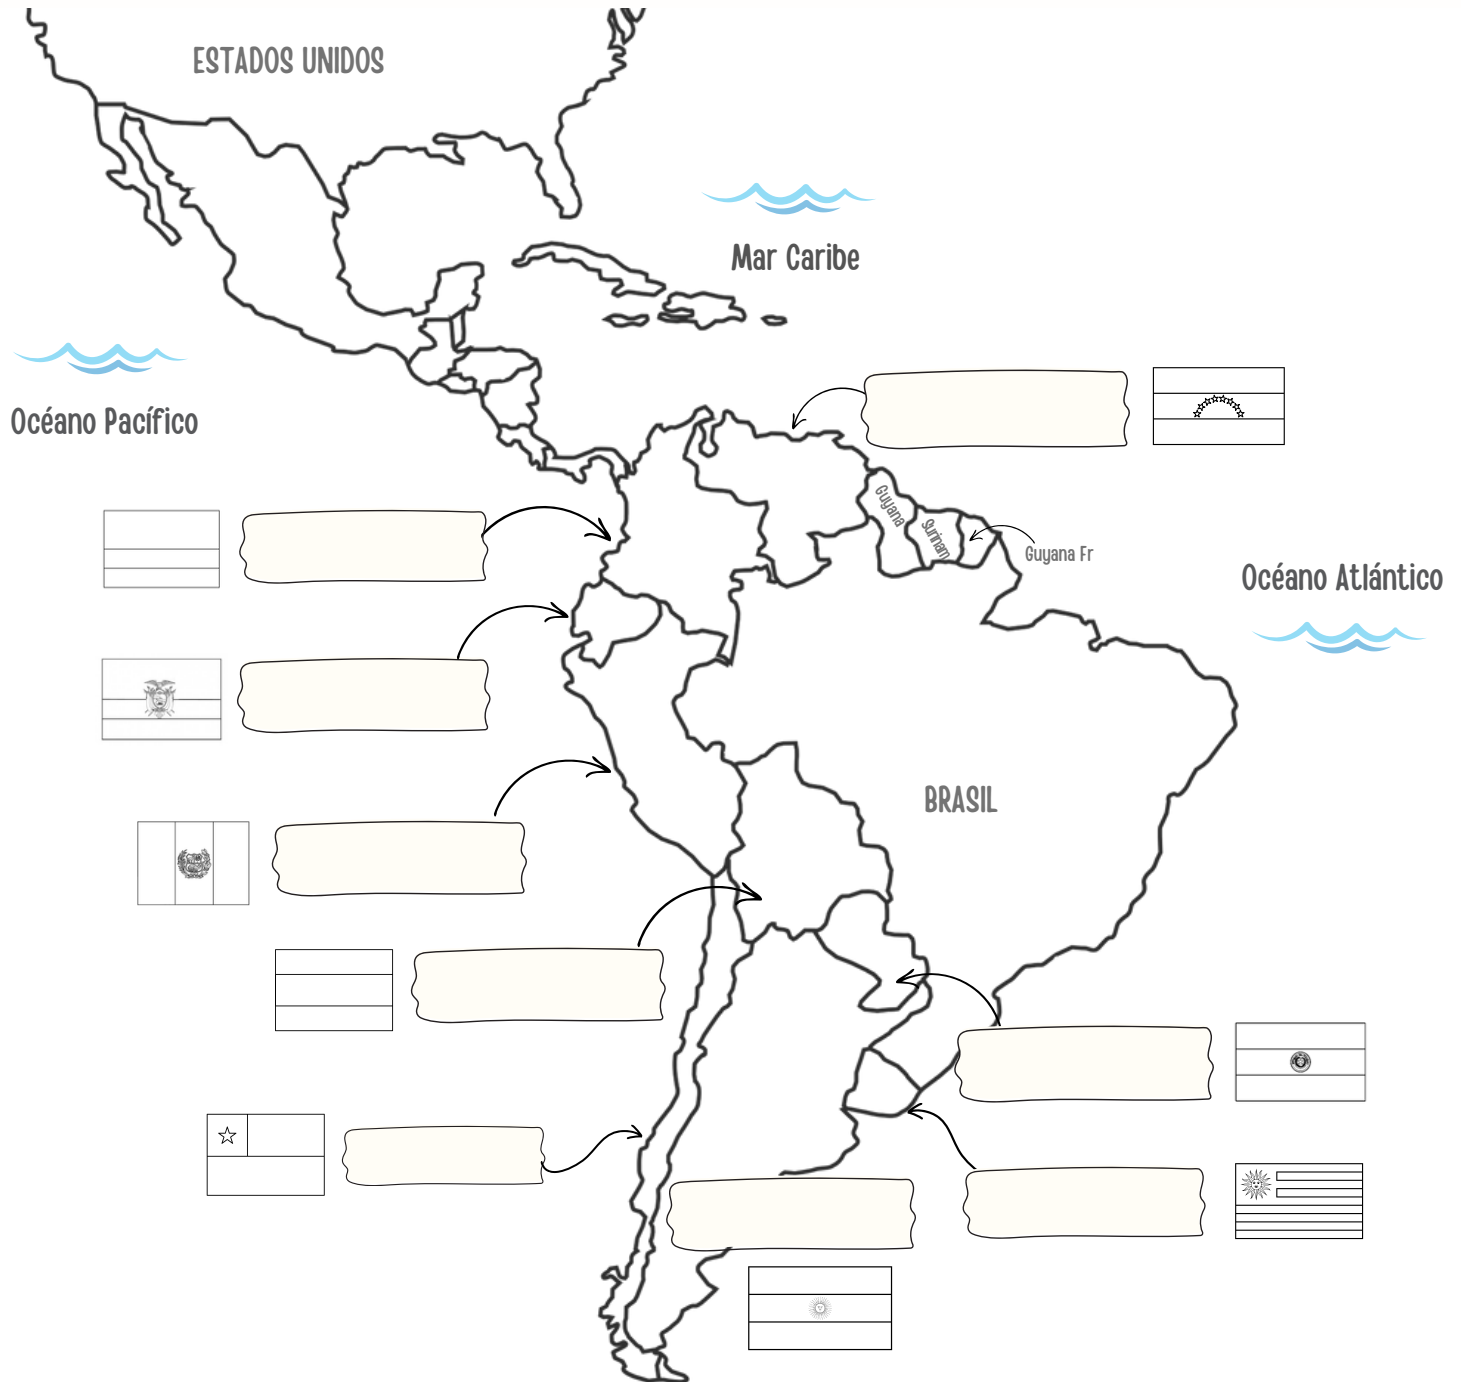 ESTADOS UNIDOS
Mar Caribe
Océano Pacífico
Guyana
Surinam
Guyana Fr
Océano Atlántico
BRASIL